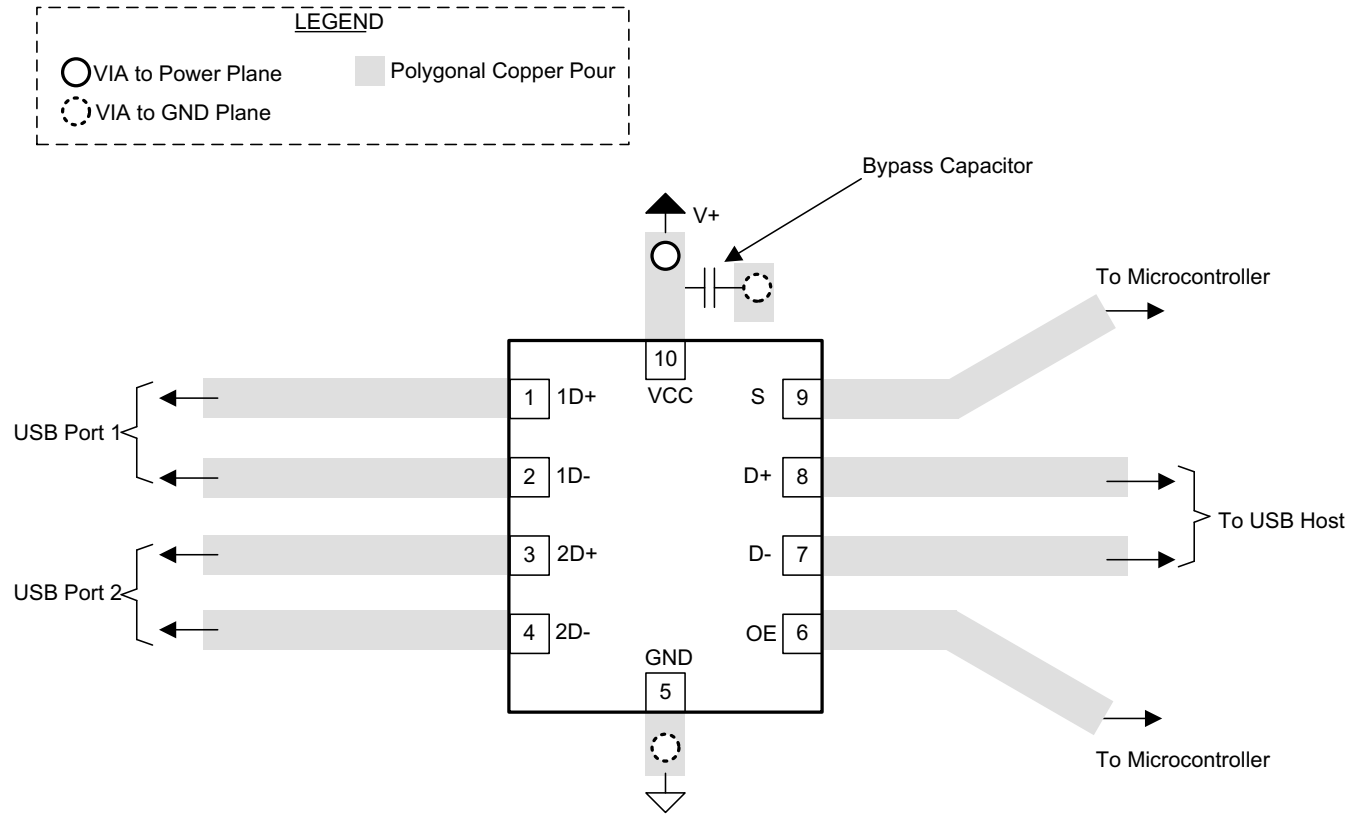 LEGEND
VIA to Power Plane
Polygonal Copper Pour
VIA to GND Plane
Bypass Capacitor
V+
To Microcontroller
10
VCC
1
1D+
S
9
USB Port 1
2
1D-
D+
8
To USB Host
3
2D+
D-
7
USB Port 2
4
2D-
OE
6
GND
5
To Microcontroller